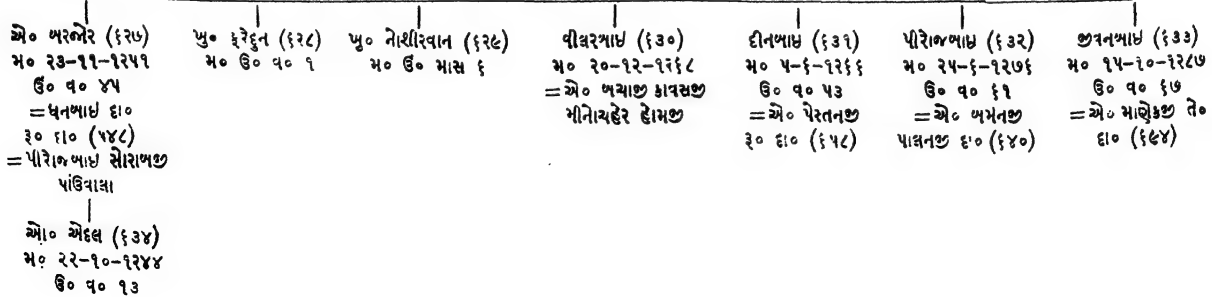 એ૦ બરજોર (૬૨૭)
મ૦ ૨૩-૧૧-૧૨૫૧
ઉ૦ વ૦ ૪૫
=ધનબાઇ દા૦
રૂ૦ દા૦ (૫૪૮)
=પીરોજબાઇ સોરાબજી
પાંઉવાલા
ઓ૦ એદલ (૬૩૪)
મ૦ ૨૨-૧૦-૧૨૪૪
ઉ૦ વ૦ ૧૩
ખુ૦ ફરેદુન (૬૨૮)
મ૦ ઉ૦ વ૦ ૧
ખુ૦ નોશીરવાન (૬૨૯)
મ૦ ઉં૦ માસ ૬
વીલરબાઇ (૬૩૦)
મ૦ ૨૦-૧૨-૧૨૬૮
=એ૦ બચાજી કાવસજી
મીનોચહેર હોમજી
દીનબાઇ (૬૩૧)
મ૦ ૫-૬-૧૨૬૬
ઉ૦ વ૦ ૫૩
=એ૦ પેસ્તનજી
રૂ૦ દા૦ (૬૫૮)
પીરોજબાઇ (૬૩૨)
મ૦ ૨૫-૬-૧૨૭૬
ઉ૦ વ૦ ૬૧
=એ૦ બમનજી
પાલનજી દા૦ (૬૪૦)
જીવનબાઇ (૬૩૩)
મ૦ ૧૫-૧૦-૧૨૮૭
ઉ૦ વ૦ ૬૭
=એ૦ માણેકજી તે૦
દા૦ (૬૯૪)